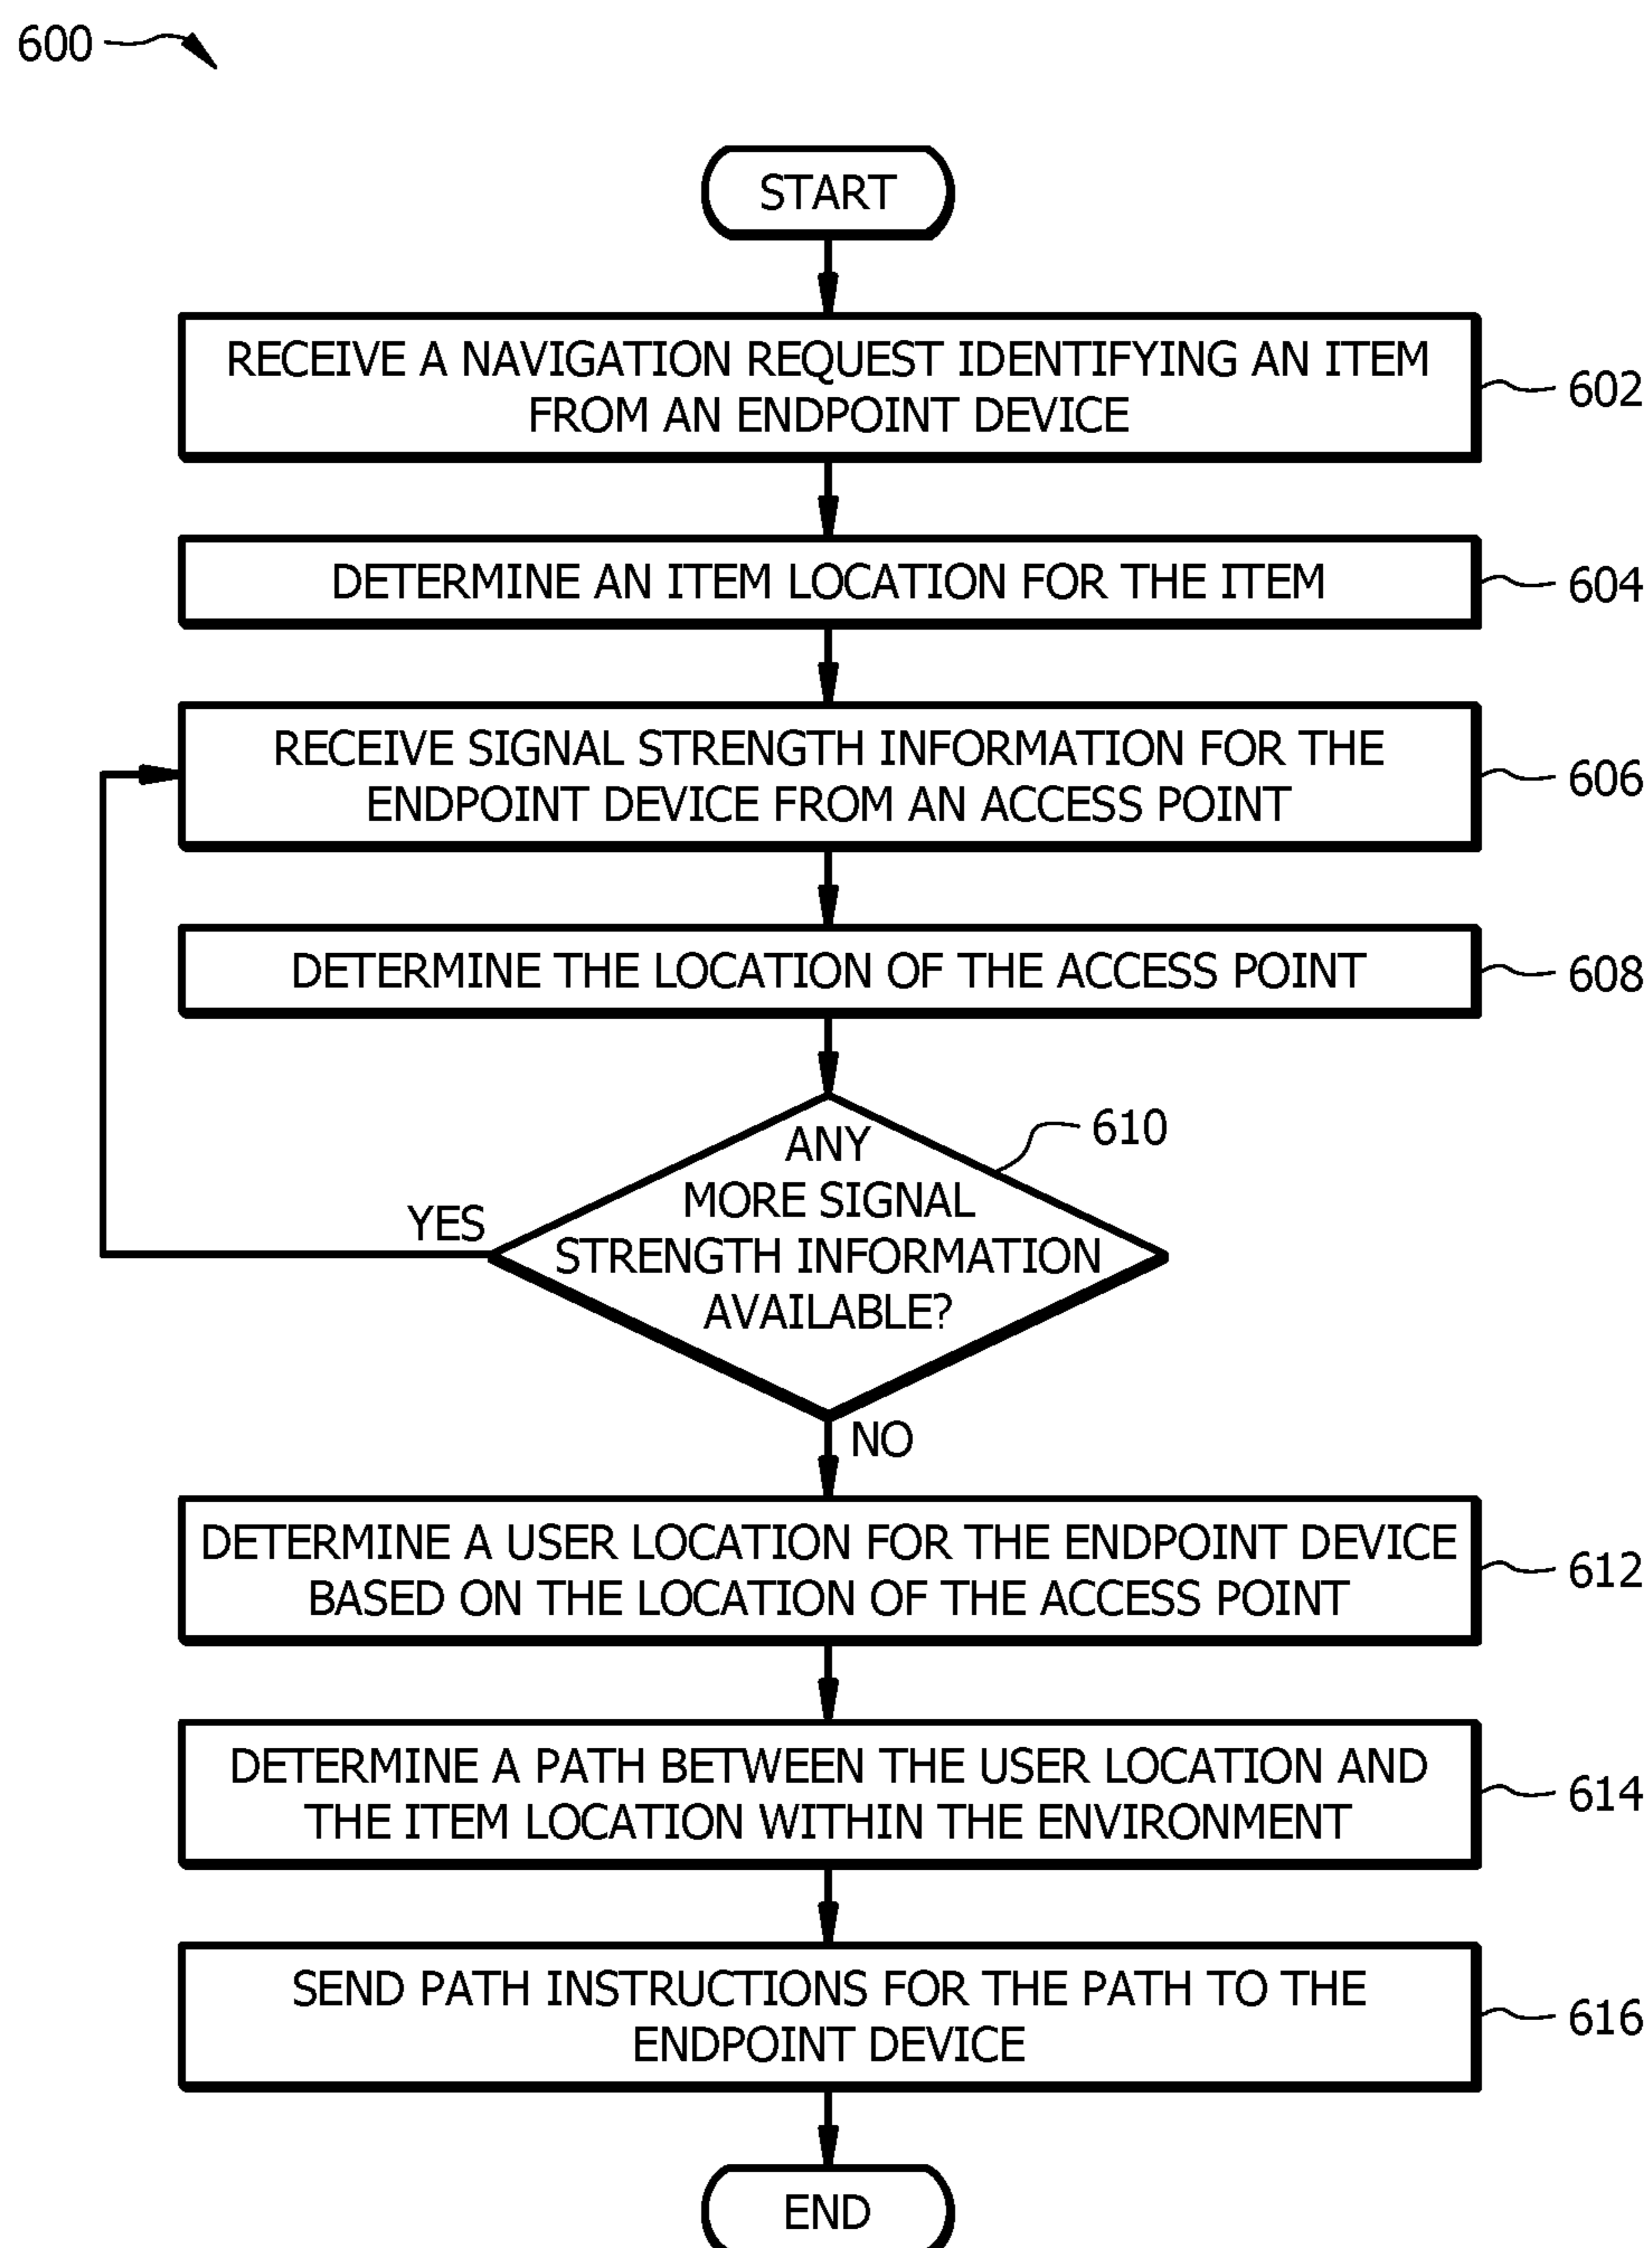 600
START
RECEIVE A NAVIGATION REQUEST IDENTIFYING AN ITEM
FROM AN ENDPOINT DEVICE
602
DETERMINE AN ITEM LOCATION FOR THE ITEM
604
RECEIVE SIGNAL STRENGTH INFORMATION FOR THE
ENDPOINT DEVICE FROM AN ACCESS POINT
606
DETERMINE THE LOCATION OF THE ACCESS POINT
608
ANY
MORE SIGNAL
STRENGTH INFORMATION
AVAILABLE?
610
YES
NO
DETERMINE A USER LOCATION FOR THE ENDPOINT DEVICE
BASED ON THE LOCATION OF THE ACCESS POINT
612
DETERMINE A PATH BETWEEN THE USER LOCATION AND
THE ITEM LOCATION WITHIN THE ENVIRONMENT
614
SEND PATH INSTRUCTIONS FOR THE PATH TO THE
ENDPOINT DEVICE
616
END